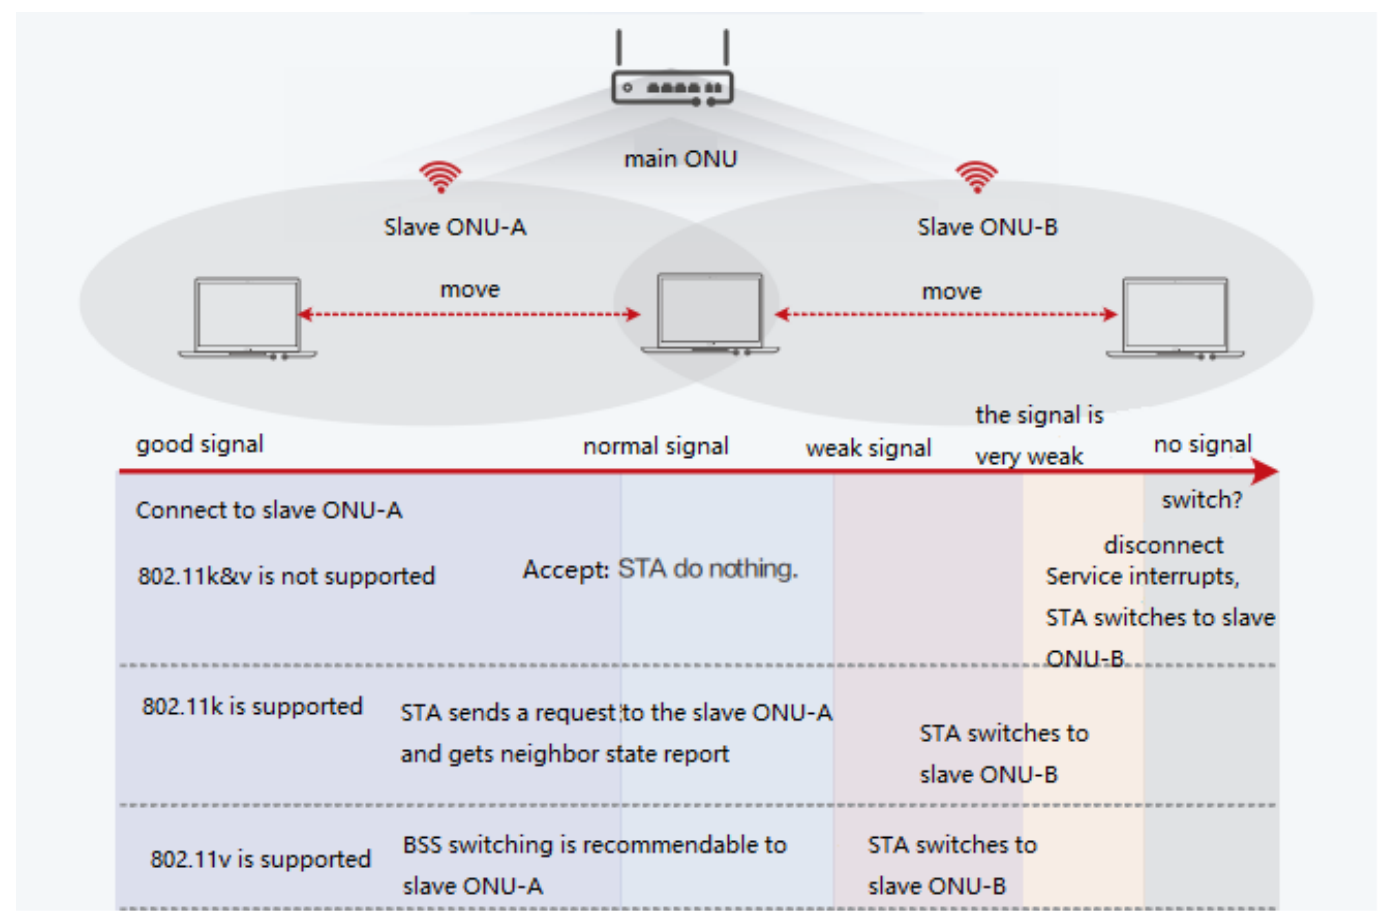 main ONU
Slave ONU-A
Slave ONU-B
move
move
good signal
normal signal
weak signal
the signal is
very weak
no signal
Connect to slave ONU-A
switch?
802.11k&v is not supported
Accept: STA do nothing.
disconnect
Service interrupts,
STA switches to slave
ONU-B
802.11k is supported
STA sends a request to the slave ONU-A
and gets neighbor state report
STA switches to
slave ONU-B
802.11v is supported
BSS switching is recommendable to
slave ONU-A
STA switches to
slave ONU-B